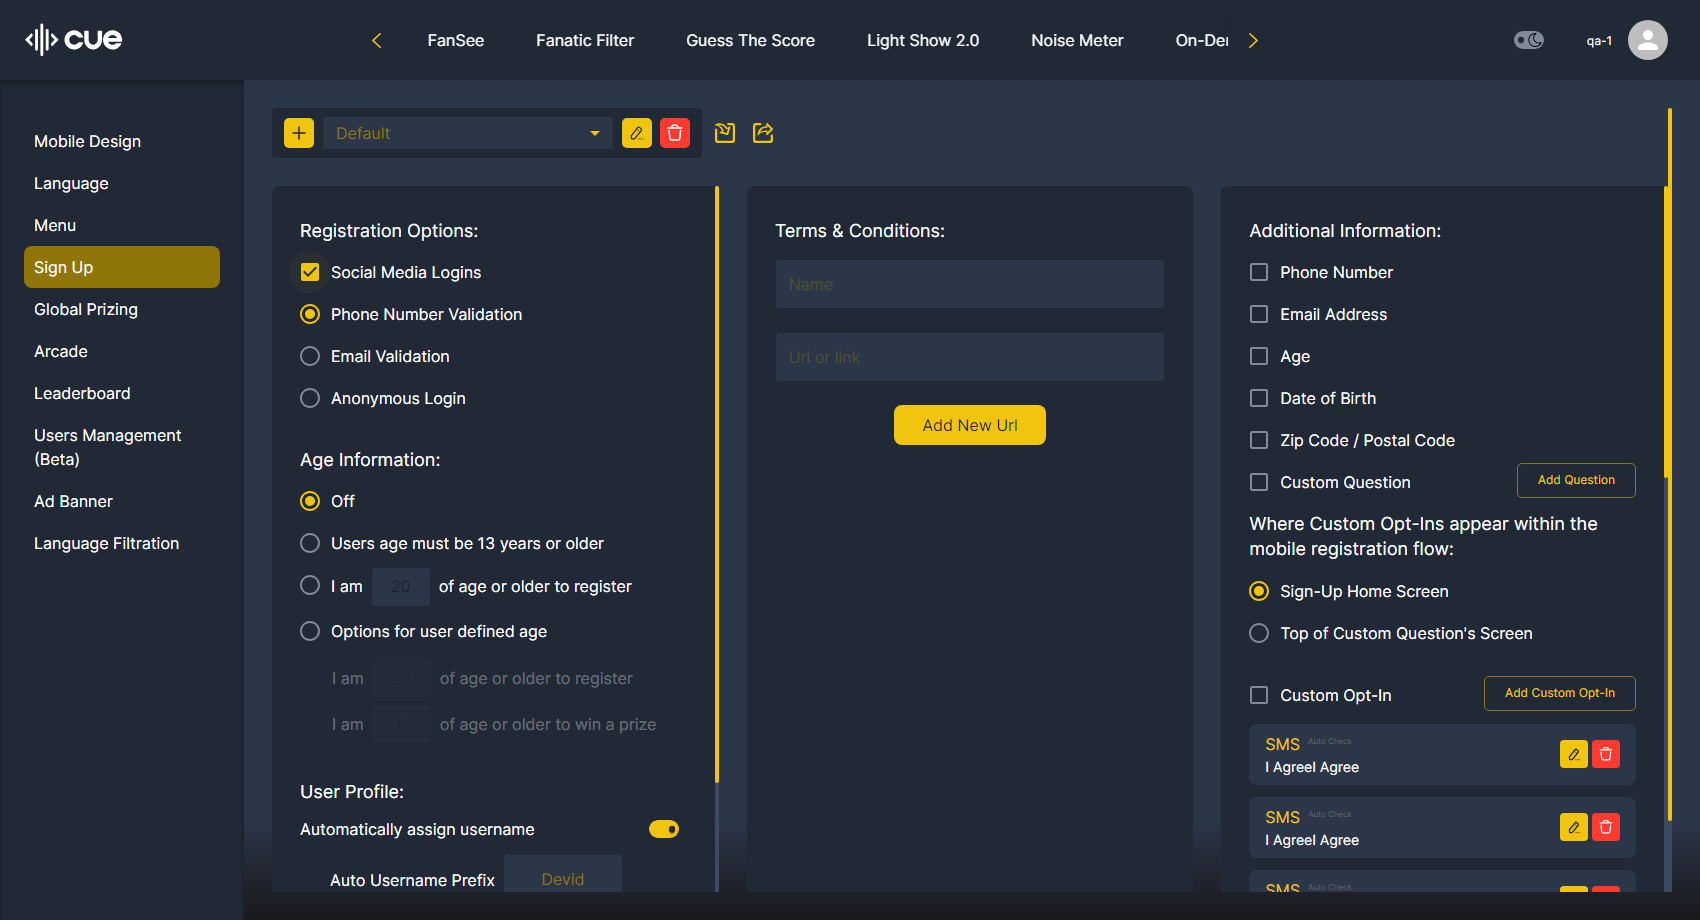 cue
FanSee
Fanatic Filter
Guess The Score
Light Show 2.0
Noise Meter
On-Der
qa-1
Mobile Design
Language
Menu
Sign Up
Global Prizing
Arcade
Leaderboard
Users Management
(Beta)
Ad Banner
Language Filtration
Default
Registration Options:
Social Media Logins
Phone Number Validation
Email Validation
Anonymous Login
Age Information:
Off
Users age must be 13 years or older
I am 20 of age or older to register
Options for user defined age
I am 20 of age or older to register
I am 30 of age or older to win a prize
User Profile:
Automatically assign username
Auto Username Prefix Devid
Terms & Conditions:
Name
Url or link
Add New Url
Additional Information:
Phone Number
Email Address
Age
Date of Birth
Zip Code / Postal Code
Custom Question
Add Question
Where Custom Opt-Ins appear within the
mobile registration flow:
Sign-Up Home Screen
Top of Custom Question's Screen
Custom Opt-In
Add Custom Opt-In
SMS Auto Check
I AgreeI Agree
SMS Auto Check
I AgreeI Agree
SMS Auto Check